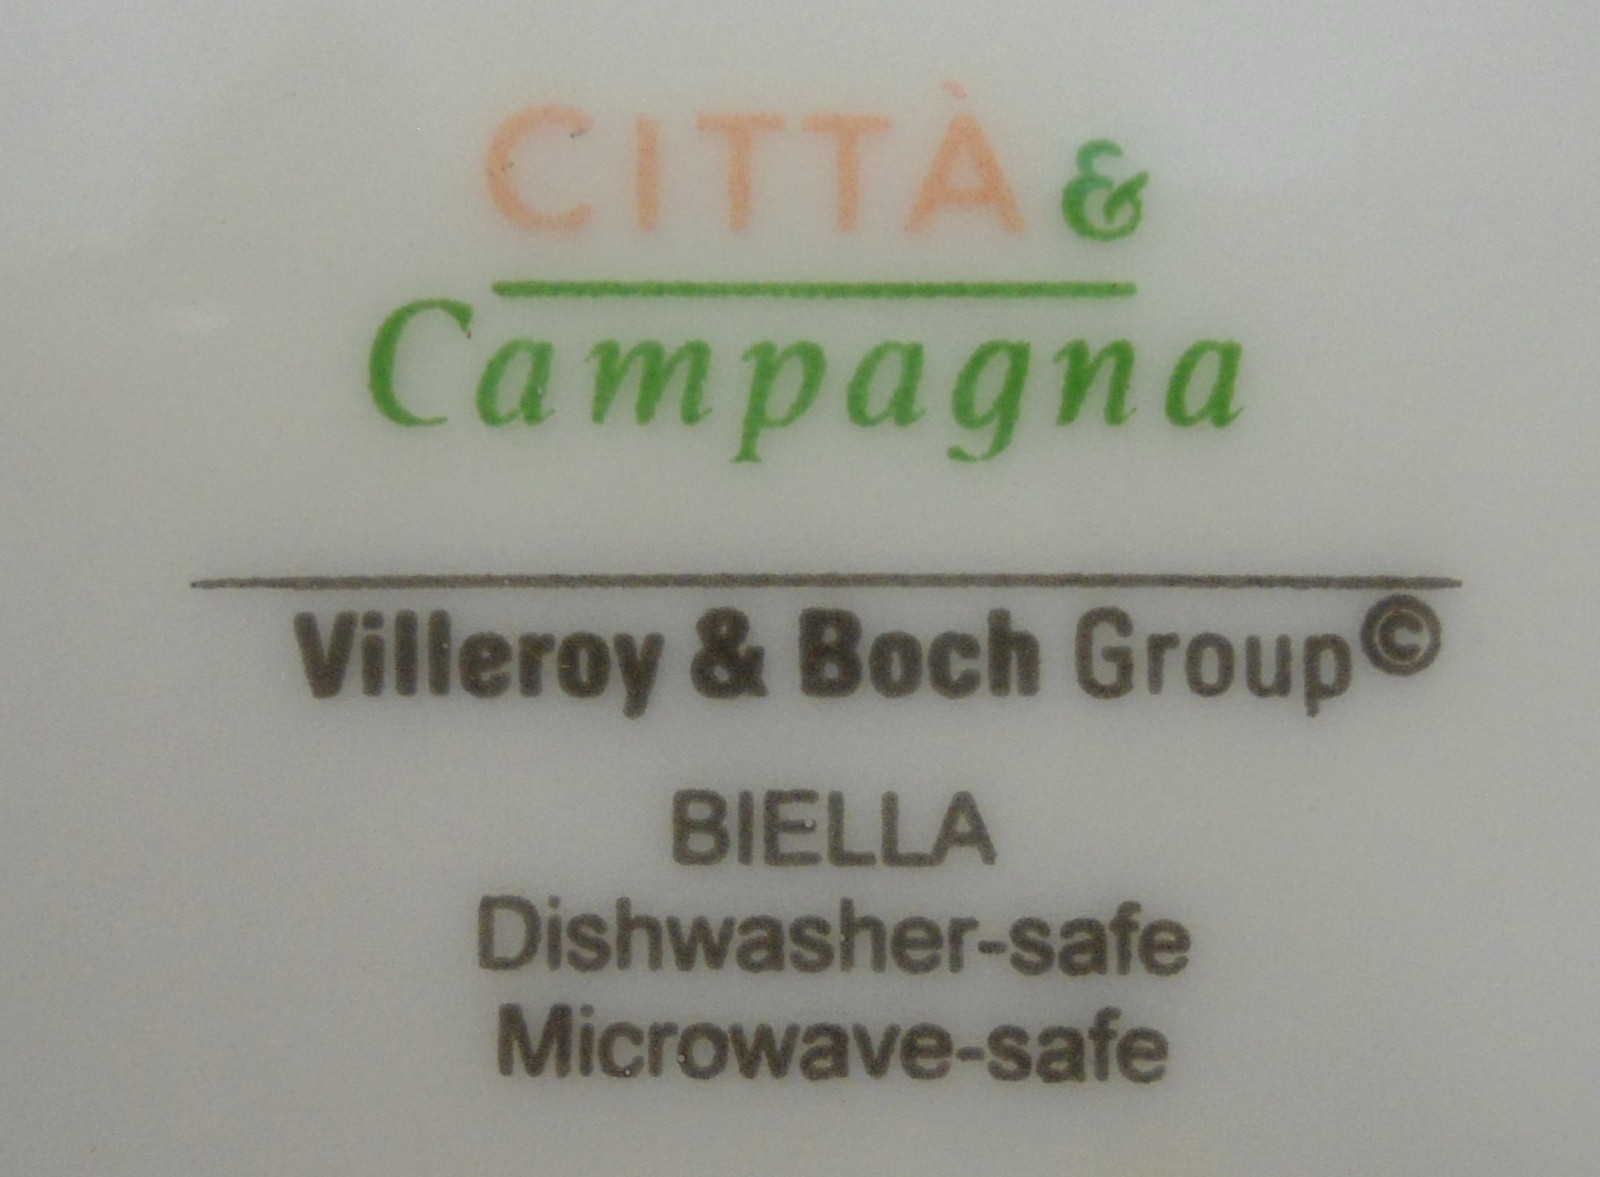 CITTÀ &
Campagna
Villeroy & Boch Group©
BIELLA
Dishwasher-safe
Microwave-safe